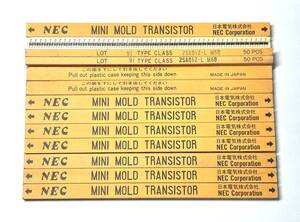 NEC MINI MOLD TRANSISTOR 日本電気株式会社
NEC Corporation
LOT TYPE CLASS 50 PCS
LOT TYPE CLASS 50 PCS
Pull out plastic case keeping this side down MADE IN JAPAN
Pull out plastic case keeping this side down MADE IN JAPAN
NEC MINI MOLD TRANSISTOR 日本電気株式会社
NEC Corporation
NEC MINI MOLD TRANSISTOR 日本電気株式会社
NEC Corporation
NEC MINI MOLD TRANSISTOR 日本電気株式会社
NEC Corporation
NEC MINI MOLD TRANSISTOR 日本電気株式会社
NEC Corporation
NEC MINI MOLD TRANSISTOR 日本電気株式会社
NEC Corporation
NEC MINI MOLD TRANSISTOR 日本電気株式会社
NEC Corporation
NEC MINI MOLD TRANSISTOR 日本電気株式会社
NEC Corporation